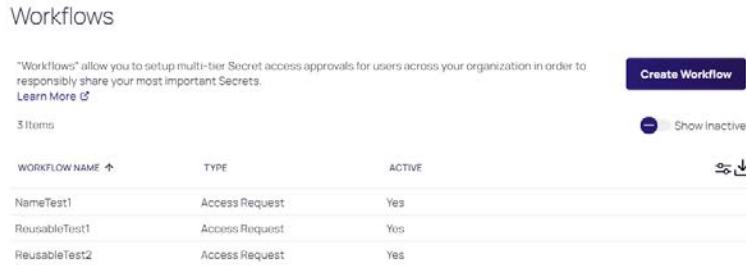 Workflows
"Workflows" allow you to setup multi-tier Secret access approvals for users across your organization in order to
responsibly share your most important Secrets.
Learn More
Create Workflow
3 Items
Show Inactive
WORKFLOW NAME TYPE ACTIVE
NameTest1 Access Request Yes
ReusableTest1 Access Request Yes
ReusableTest2 Access Request Yes